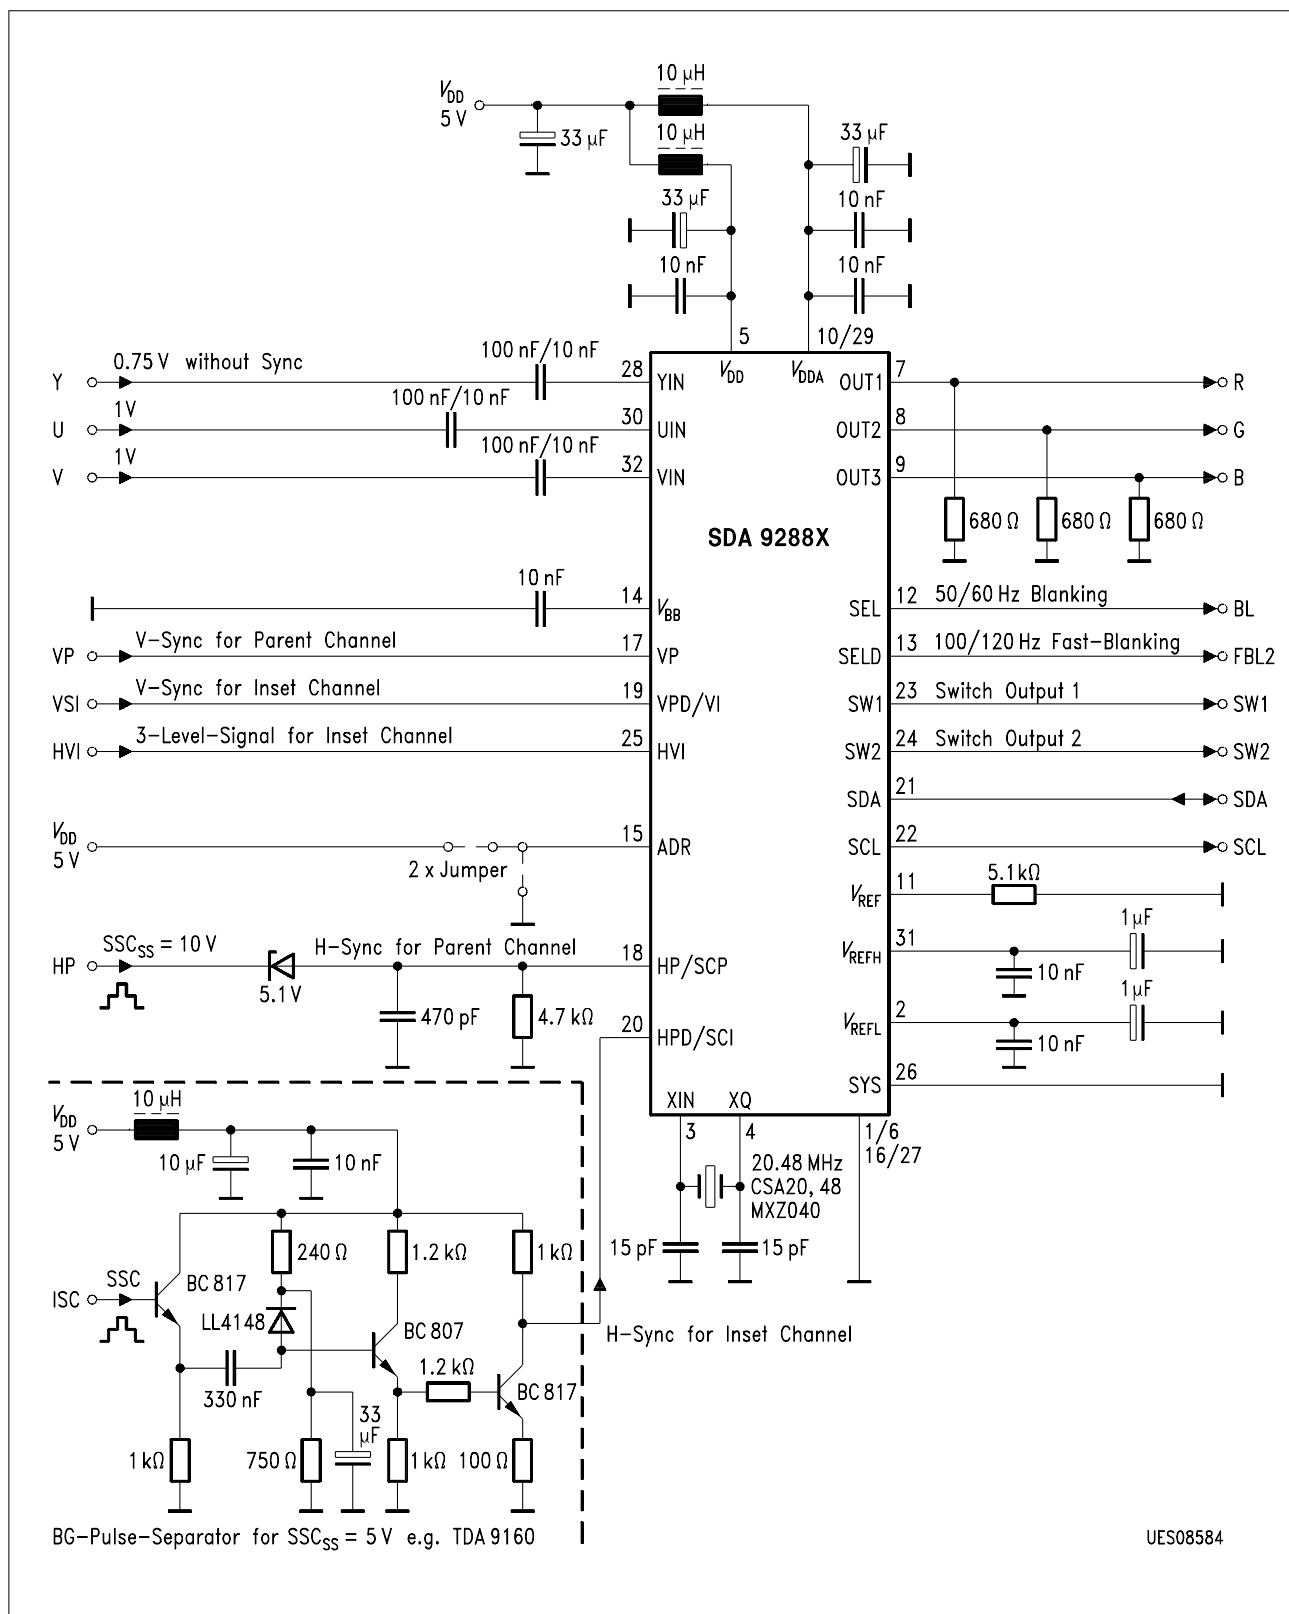 10 µH
V_DD
5 V
33 µF
10 µH
33 µF
33 µF
10 nF
10 nF
10 nF
5
10/29
0.75 V without Sync
100 nF/10 nF
Y
28
YIN
V_DD
V_DDA
OUT1
7
R
1V
100 nF/10 nF
U
30
UIN
OUT2
8
G
1V
100 nF/10 nF
V
32
VIN
OUT3
9
B
680 Ω
680 Ω
680 Ω
SDA 9288X
10 nF
14
V_BB
SEL
12
50/60 Hz Blanking
BL
VP
V-Sync for Parent Channel
17
VP
SELD
13
100/120 Hz Fast-Blanking
FBL2
VSI
V-Sync for Inset Channel
19
VPD/VI
SW1
23
Switch Output 1
SW1
HVI
3-Level-Signal for Inset Channel
25
HVI
SW2
24
Switch Output 2
SW2
SDA
21
SDA
V_DD
5 V
2 x Jumper
15
ADR
SCL
22
SCL
V_REF
11
5.1 kΩ
HP
SSC_SS = 10 V
5.1 V
H-Sync for Parent Channel
18
HP/SCP
V_REFH
31
1 µF
10 nF
470 pF
4.7 kΩ
20
HPD/SCI
V_REFL
2
1 µF
10 nF
SYS
26
XIN
XQ
3
4
1/6
16/27
20.48 MHz
CSA20, 48
MXZ040
15 pF
15 pF
V_DD
5 V
10 µH
10 µF
10 nF
240 Ω
1.2 kΩ
1 kΩ
ISC
SSC
BC 817
LL4148
BC 807
H-Sync for Inset Channel
330 nF
1.2 kΩ
BC 817
33
µF
1 kΩ
750 Ω
1 kΩ
100 Ω
BG-Pulse-Separator for SSC_SS = 5 V e.g. TDA 9160
UES08584